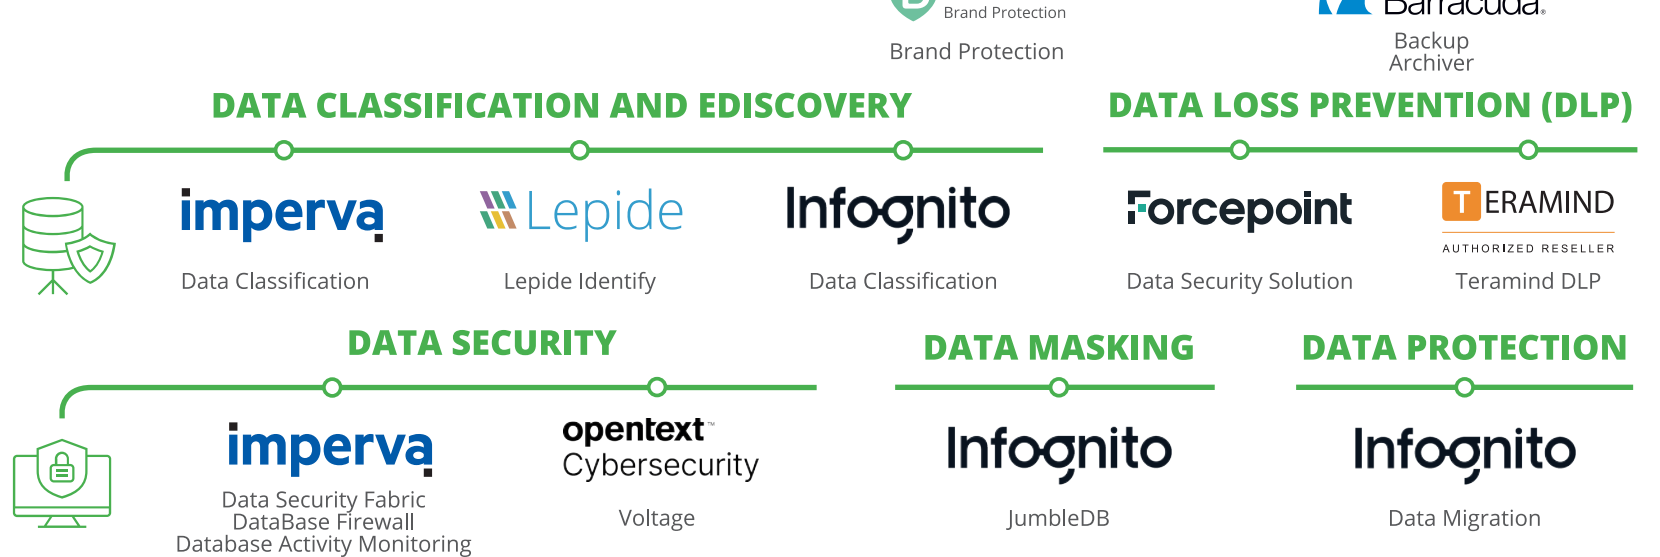 Brand Protection
Barracuda.
Brand Protection
Backup
Archiver
DATA CLASSIFICATION AND EDISCOVERY
DATA LOSS PREVENTION (DLP)
imperva
Lepide
Infognito
Forcepoint
TERAMIND
AUTHORIZED RESELLER
Data Classification
Lepide Identify
Data Classification
Data Security Solution
Teramind DLP
DATA SECURITY
DATA MASKING
DATA PROTECTION
imperva
opentext™
Cybersecurity
Infognito
Infognito
Data Security Fabric
DataBase Firewall
Database Activity Monitoring
Voltage
JumbleDB
Data Migration